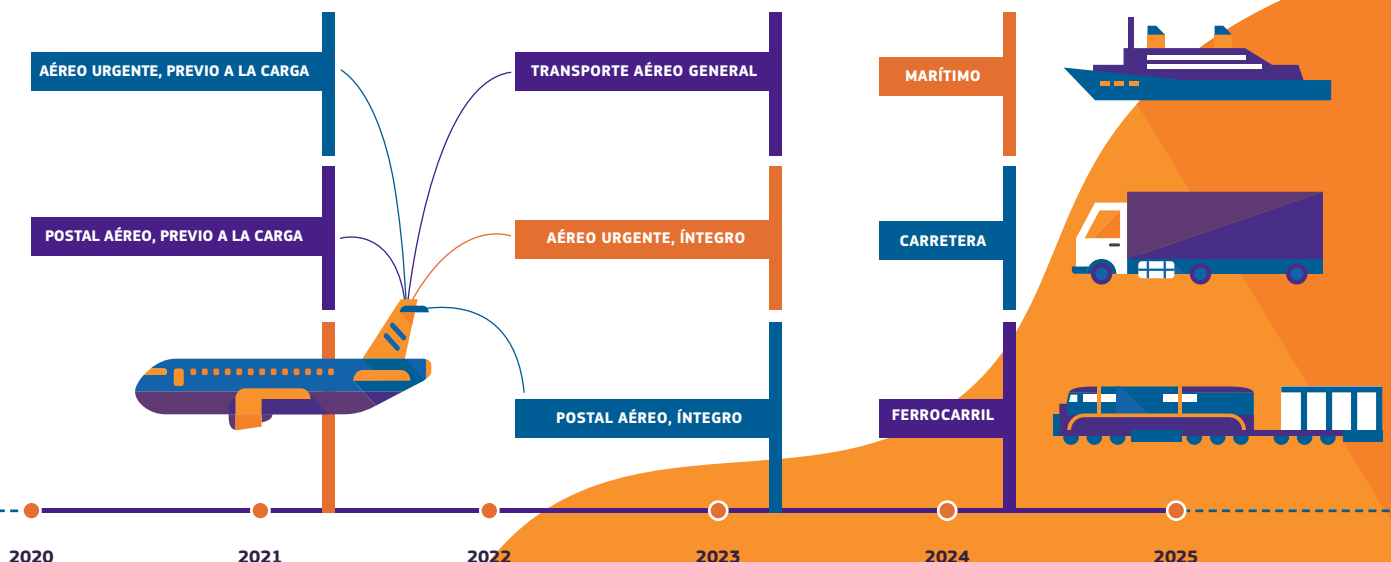 AÉREO URGENTE, PREVIO A LA CARGA
TRANSPORTE AÉREO GENERAL
MARÍTIMO
POSTAL AÉREO, PREVIO A LA CARGA
AÉREO URGENTE, ÍNTEGRO
CARRETERA
POSTAL AÉREO, ÍNTEGRO
FERROCARRIL
2020
2021
2022
2023
2024
2025